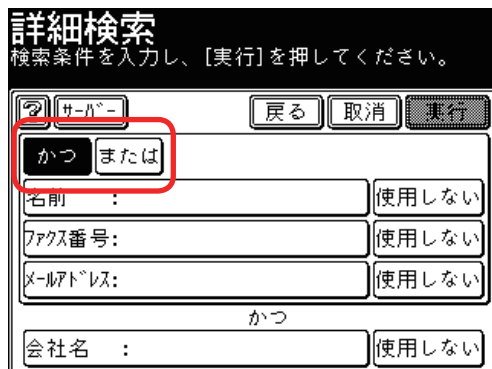 詳細検索
検索条件を入力し、[実行]を押してください。
? ｻｰﾊﾞｰ 戻る 取消 実行
かつ または
名前 : 使用しない
ﾌｧｸｽ番号: 使用しない
ﾒｰﾙｱﾄﾞﾚｽ: 使用しない
かつ
会社名 : 使用しない